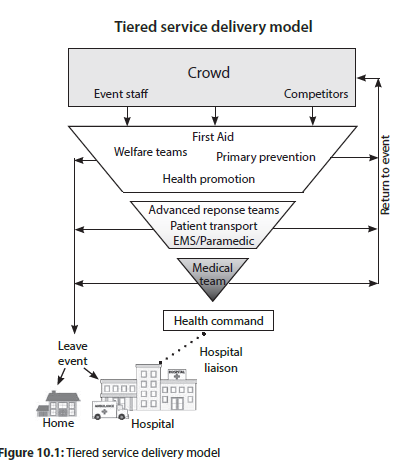 Tiered service delivery model
Crowd
Event staff
Competitors
First Aid
Welfare teams
Primary prevention
Health promotion
Advanced reponse teams
Patient transport
EMS/Paramedic
Medical
team
Return to event
Health command
Leave
event
Hospital
liaison
HOSPITAL
AMBULANCE
Home
Hospital
Figure 10.1: Tiered service delivery model